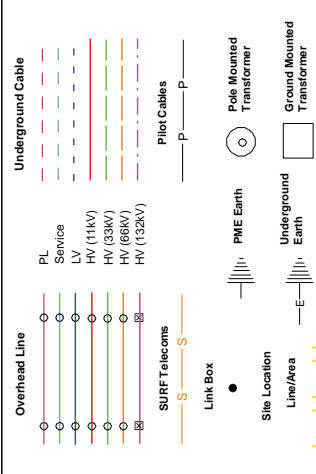 Overhead Line
Underground Cable
PL
Service
LV
HV (11kV)
HV (33kV)
HV (66kV)
HV (132kV)
SURF Telecoms
Pilot Cables
S S
P P
Link Box
PME Earth
Pole Mounted
Transformer
Site Location
Line/Area
Underground
Earth
E
Ground Mounted
Transformer